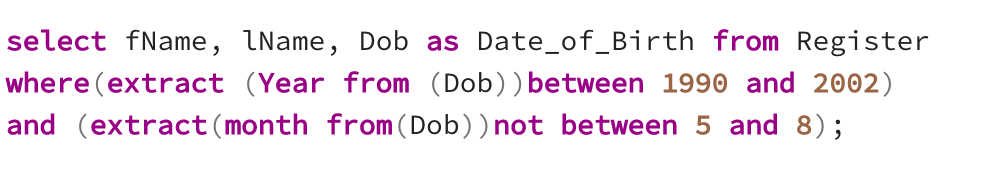 select fName, lName, Dob as Date_of_Birth from Register
where(extract (Year from (Dob))between 1990 and 2002)
and (extract(month from(Dob))not between 5 and 8);